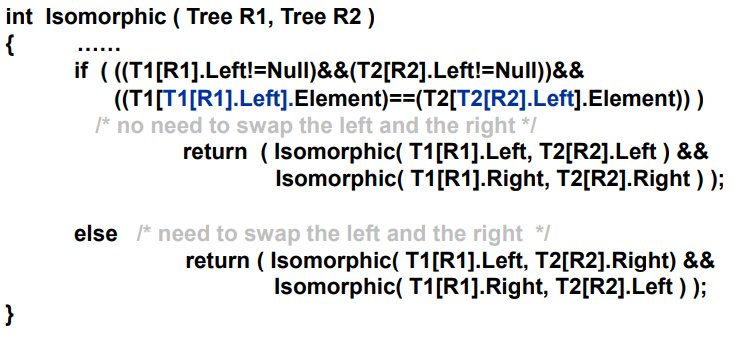 int Isomorphic ( Tree R1, Tree R2 )
{ ......
if ( ((T1[R1].Left!=Null)&&(T2[R2].Left!=Null))&&
((T1[T1[R1].Left].Element)==(T2[T2[R2].Left].Element)) )
/* no need to swap the left and the right */
return ( Isomorphic( T1[R1].Left, T2[R2].Left ) &&
Isomorphic( T1[R1].Right, T2[R2].Right ) );
else /* need to swap the left and the right */
return ( Isomorphic( T1[R1].Left, T2[R2].Right) &&
Isomorphic( T1[R1].Right, T2[R2].Left ) );
}